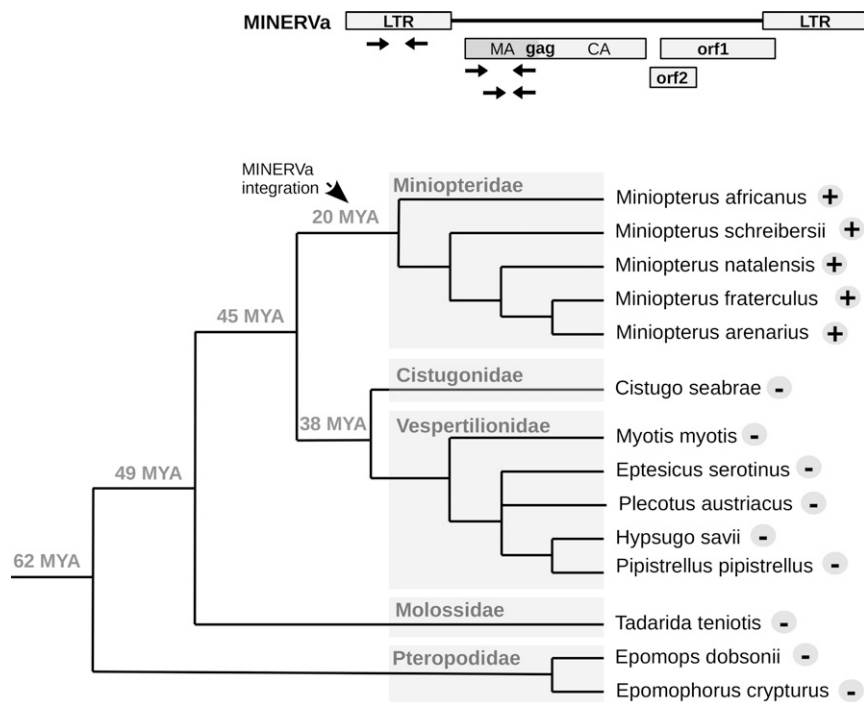 MINERVa LTR LTR
MA gag CA orf1
orf2
MINERVa
integration
Miniopteridae
20 MYA
Miniopterus africanus +
Miniopterus schreibersii +
Miniopterus natalensis +
Miniopterus fraterculus +
Miniopterus arenarius +
45 MYA
Cistugonidae
Cistugo seabrae -
38 MYA
Vespertilionidae
Myotis myotis -
Eptesicus serotinus -
Plecotus austriacus -
Hypsugo savii -
Pipistrellus pipistrellus -
49 MYA
62 MYA
Molossidae
Tadarida teniotis -
Pteropodidae
Epomops dobsonii -
Epomophorus crypturus -